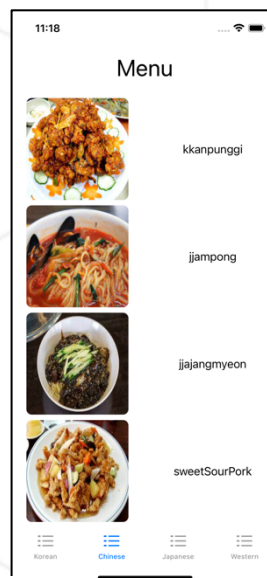 11:18
Menu
kkanpunggi
jjampong
jjajangmyeon
sweetSourPork
Korean
Chinese
Japanese
Western